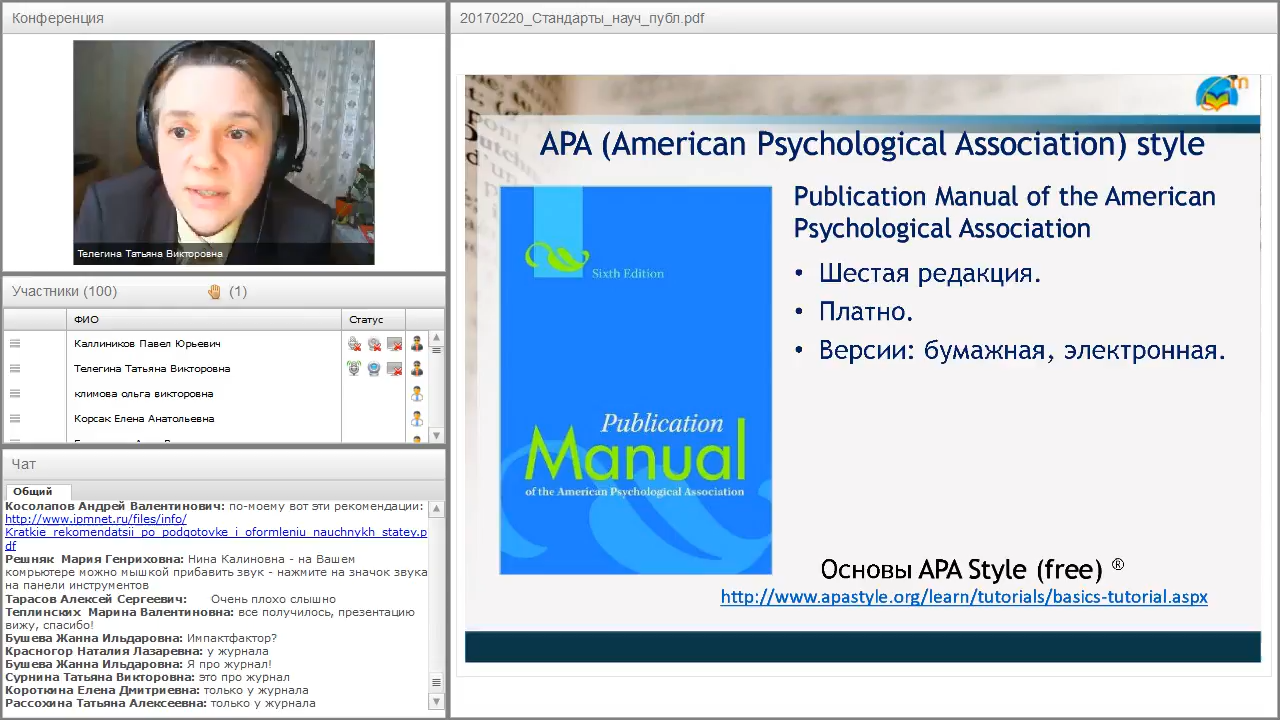 Конференция
Телегина Татьяна Викторовна
Участники (100) (1)
ФИО Статус
Каллиников Павел Юрьевич
Телегина Татьяна Викторовна
климова ольга викторовна
Корсак Елена Анатольевна
Чат
Общий
Косолапов Андрей Валентинович: по-моему вот эти рекомендации:
http://www.ipmnet.ru/files/info/
Kratkie_rekomendatsii_po_podgotovke_i_oformleniu_nauchnykh_statey.p
df
Решняк Мария Генриховна: Нина Калиновна - на Вашем
комрьютере можно мышкой прибавить звук - нажмите на значок звука
на панели инструментов
Тарасов Алексей Сергеевич: Очень плохо слышно
Теплинских Марина Валентиновна: все получилось, презентацию
вижу, спасибо!
Бушева Жанна Ильдаровна: Импактфактор?
Красногор Наталия Лазаревна: у журнала
Бушева Жанна Ильдаровна: Я про журнал!
Сурнина Татьяна Викторовна: это про журнал
Короткина Елена Дмитриевна: только у журнала
Рассохина Татьяна Алексеевна: только у журнала
20170220_Стандарты_науч_публ.pdf
APA (American Psychological Association) style
Sixth Edition
Publication
Manual
of the American Psychological Association
Publication Manual of the American
Psychological Association
• Шестая редакция.
• Платно.
• Версии: бумажная, электронная.
Основы APA Style (free) ®
http://www.apastyle.org/learn/tutorials/basics-tutorial.aspx